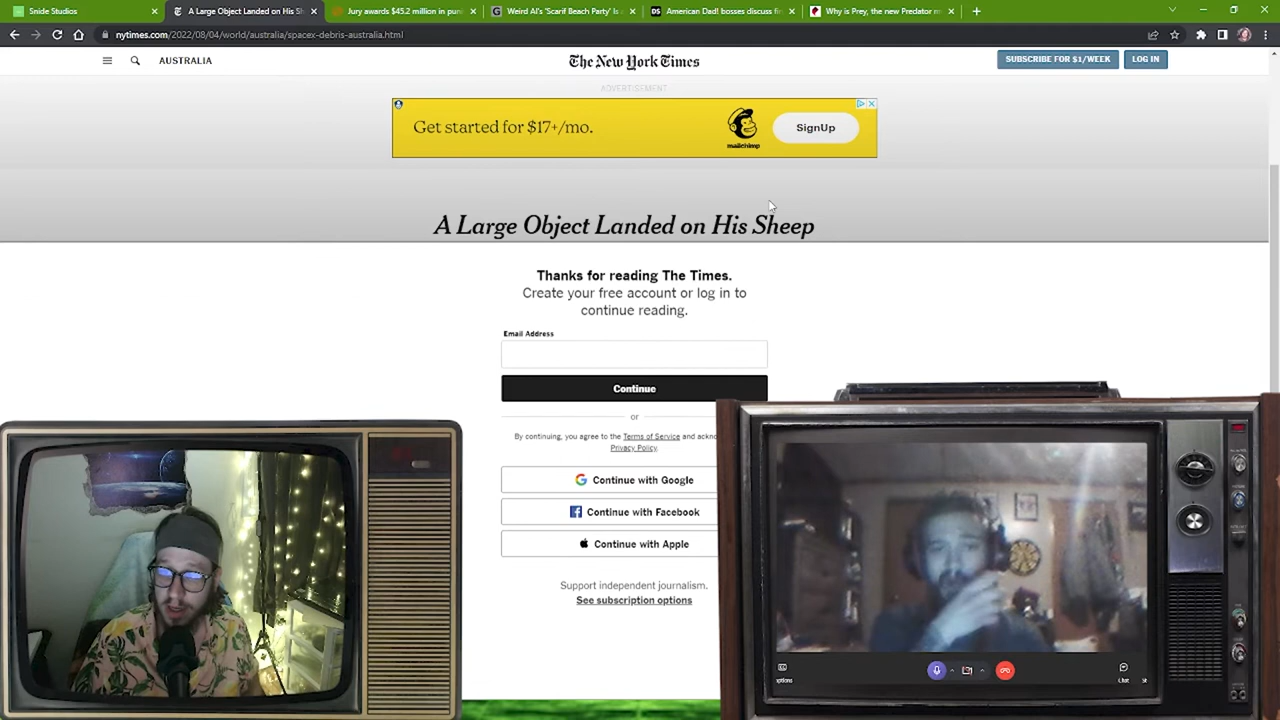 Snide Studios
A Large Object Landed on His Sh
Jury awards $45.2 million in puni
Weird Al's 'Scarif Beach Party' Is
American Dad! bosses discuss fi
Why is Prey, the new Predator m
nytimes.com/2022/08/04/world/australia/spacex-debris-australia.html
AUSTRALIA
The New York Times
SUBSCRIBE FOR $1/WEEK
LOG IN
ADVERTISEMENT
Get started for $17+/mo.
mailchimp
SignUp
A Large Object Landed on His Sheep
Thanks for reading The Times.
Create your free account or log in to
continue reading.
Email Address
Continue
or
By continuing, you agree to the Terms of Service and ackno
Privacy Policy.
Continue with Google
Continue with Facebook
Continue with Apple
Support independent journalism.
See subscription options
ptions
Chat